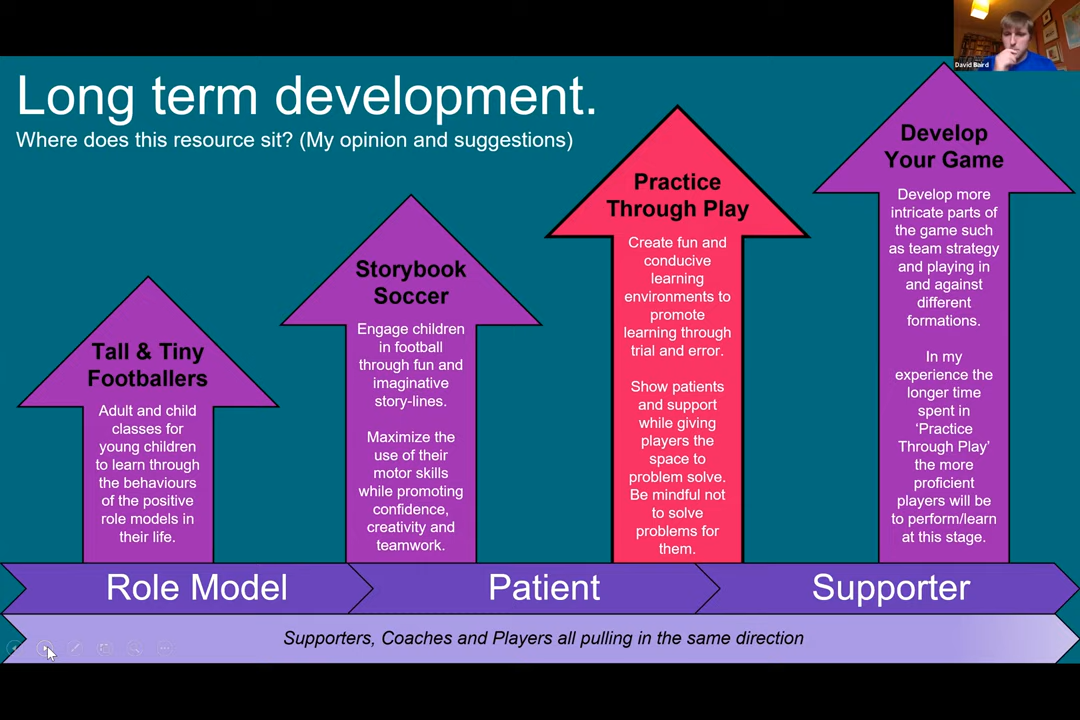 David Baird
Long term development.
Where does this resource sit? (My opinion and suggestions)
Tall & Tiny
Footballers
Adult and child
classes for
young children
to learn through
the behaviours
of the positive
role models in
their life.
Storybook
Soccer
Engage children
in football
through fun and
imaginative
story-lines.
Maximize the
use of their
motor skills
while promoting
confidence,
creativity and
teamwork.
Practice
Through Play
Create fun and
conducive
learning
environments to
promote
learning through
trial and error.
Show patients
and support
while giving
players the
space to
problem solve.
Be mindful not
to solve
problems for
them.
Develop
Your Game
Develop more
intricate parts of
the game such
as team strategy
and playing in
and against
different
formations.
In my
experience the
longer time
spent in
‘Practice
Through Play’
the more
proficient
players will be
to perform/learn
at this stage.
Role Model
Patient
Supporter
Supporters, Coaches and Players all pulling in the same direction